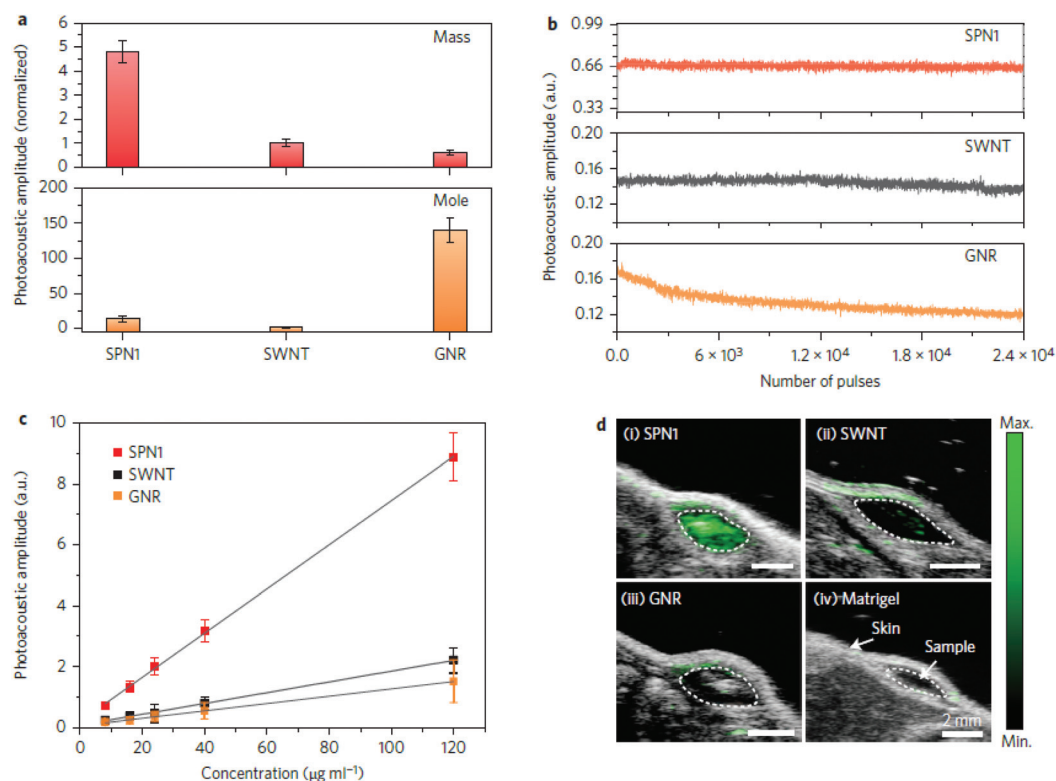 a
Photoacoustic amplitude (normalized)
6
5
4
3
2
1
0
Mass
200
150
100
50
0
Mole
SPN1 SWNT GNR
b
Photoacoustic amplitude (a.u.)
0.99
0.66
0.33
SPN1
0.20
0.16
0.12
SWNT
0.20
0.16
0.12
GNR
0.0 6 × 10³ 1.2 × 10⁴ 1.8 × 10⁴ 2.4 × 10⁴
Number of pulses
c
Photoacoustic amplitude (a.u.)
10
8
6
4
2
0
SPN1
SWNT
GNR
0 20 40 60 80 100 120
Concentration (μg ml⁻¹)
d
(i) SPN1
(ii) SWNT
(iii) GNR
(iv) Matrigel
Skin
Sample
2 mm
Max.
Min.